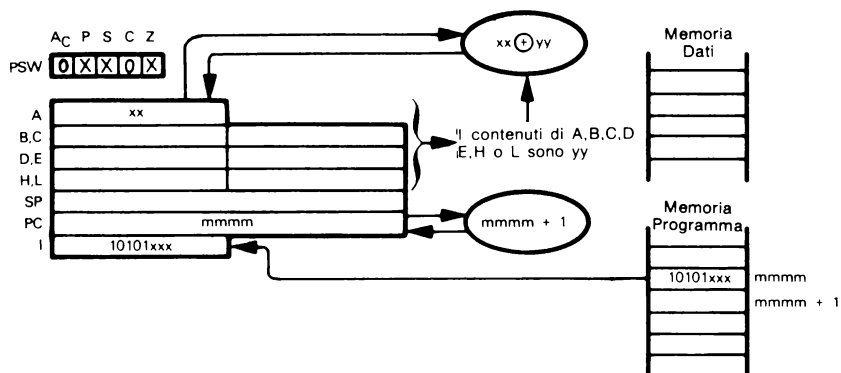 A_C P S C Z
PSW 0 X X 0 X
xx ⊕ yy
Memoria
Dati
A xx
B,C
D,E
H,L
SP
PC mmmm
I 10101xxx
I contenuti di A,B,C,D
E,H o L sono yy
mmmm + 1
Memoria
Programma
10101xxx mmmm
mmmm + 1